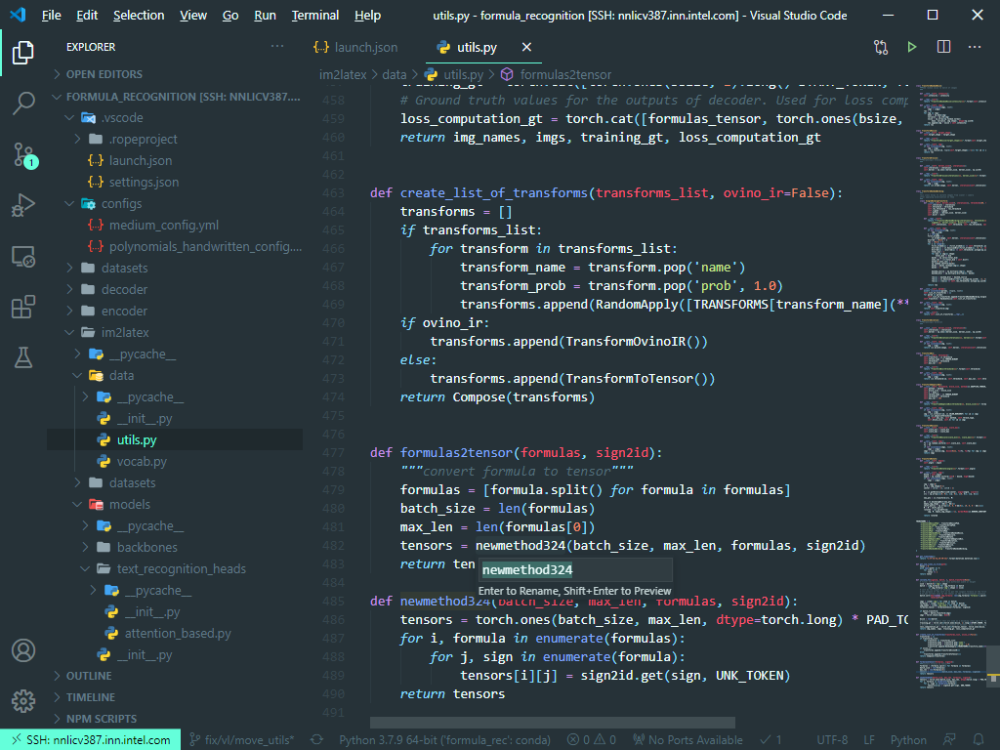 File Edit Selection View Go Run Terminal Help utils.py - formula_recognition [SSH: nnlicv387.inn.intel.com] - Visual Studio Code
EXPLORER ...
{..} launch.json utils.py
im2latex > data > utils.py > formulas2tensor
OPEN EDITORS
FORMULA_RECOGNITION [SSH: NNLICV387....
.vscode
.ropeproject
launch.json
settings.json
configs
medium_config.yml
polynomials_handwritten_config....
datasets
decoder
encoder
im2latex
__pycache__
data
__pycache__
__init__.py
utils.py
vocab.py
datasets
models
__pycache__
backbones
text_recognition_heads
__pycache__
__init__.py
attention_based.py
__init__.py
OUTLINE
TIMELINE
NPM SCRIPTS
1
458 # Ground truth values for the outputs of decoder. Used for loss comp
459 loss_computation_gt = torch.cat([formulas_tensor, torch.ones(bsize,
460 return img_names, imgs, training_gt, loss_computation_gt
461
462
463 def create_list_of_transforms(transforms_list, ovino_ir=False):
464 transforms = []
465 if transforms_list:
466 for transform in transforms_list:
467 transform_name = transform.pop('name')
468 transform_prob = transform.pop('prob', 1.0)
469 transforms.append(RandomApply([TRANSFORMS[transform_name](**
470 if ovino_ir:
471 transforms.append(TransformOvinoIR())
472 else:
473 transforms.append(TransformToTensor())
474 return Compose(transforms)
475
476
477 def formulas2tensor(formulas, sign2id):
478 """convert formula to tensor"""
479 formulas = [formula.split() for formula in formulas]
480 batch_size = len(formulas)
481 max_len = len(formulas[0])
482 tensors = newmethod324(batch_size, max_len, formulas, sign2id)
483 return ten
newmethod324
Enter to Rename, Shift+Enter to Preview
485 def newmethod324(batch_size, max_len, formulas, sign2id):
486 tensors = torch.ones(batch_size, max_len, dtype=torch.long) * PAD_TO
487 for i, formula in enumerate(formulas):
488 for j, sign in enumerate(formula):
489 tensors[i][j] = sign2id.get(sign, UNK_TOKEN)
490 return tensors
491
SSH: nnlicv387.inn.intel.com fix/vl/move_utils* Python 3.7.9 64-bit ('formula_rec': conda) 0 0 No Ports Available 1 UTF-8 LF Python